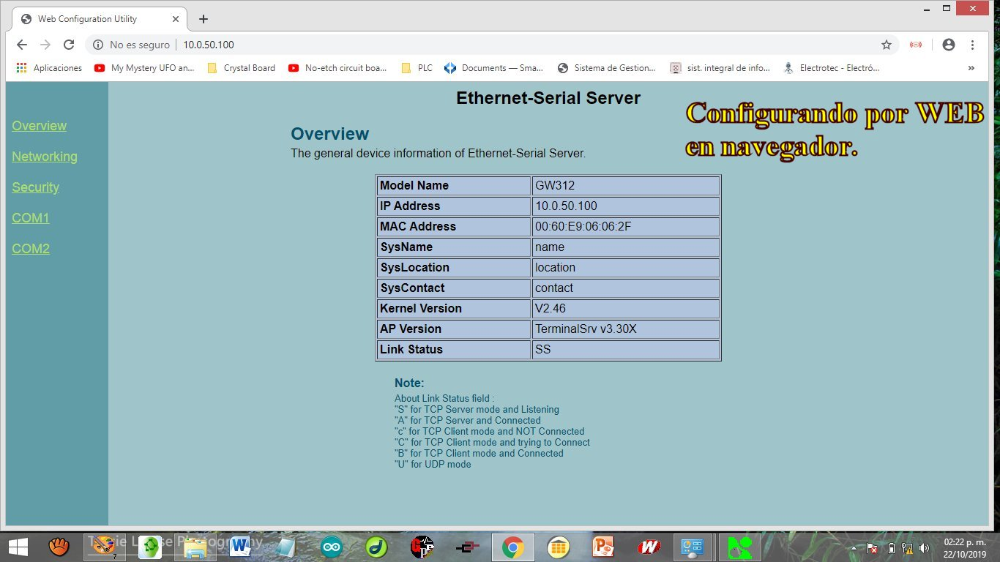 Web Configuration Utility
No es seguro 10.0.50.100
Aplicaciones My Mystery UFO an... Crystal Board No-etch circuit boa... PLC Documents — Sma... Sistema de Gestion... sist. integral de info... Electrotec - Electró... »
Ethernet-Serial Server
Configurando por WEB
en navegador.
Overview
Networking
Security
COM1
COM2
Overview
The general device information of Ethernet-Serial Server.
Model Name GW312
IP Address 10.0.50.100
MAC Address 00:60:E9:06:06:2F
SysName name
SysLocation location
SysContact contact
Kernel Version V2.46
AP Version TerminalSrv v3.30X
Link Status SS
Note:
About Link Status field :
"S" for TCP Server mode and Listening
"A" for TCP Server and Connected
"c" for TCP Client mode and NOT Connected
"C" for TCP Client mode and trying to Connect
"B" for TCP Client mode and Connected
"U" for UDP mode
7
02:22 p. m.
22/10/2019